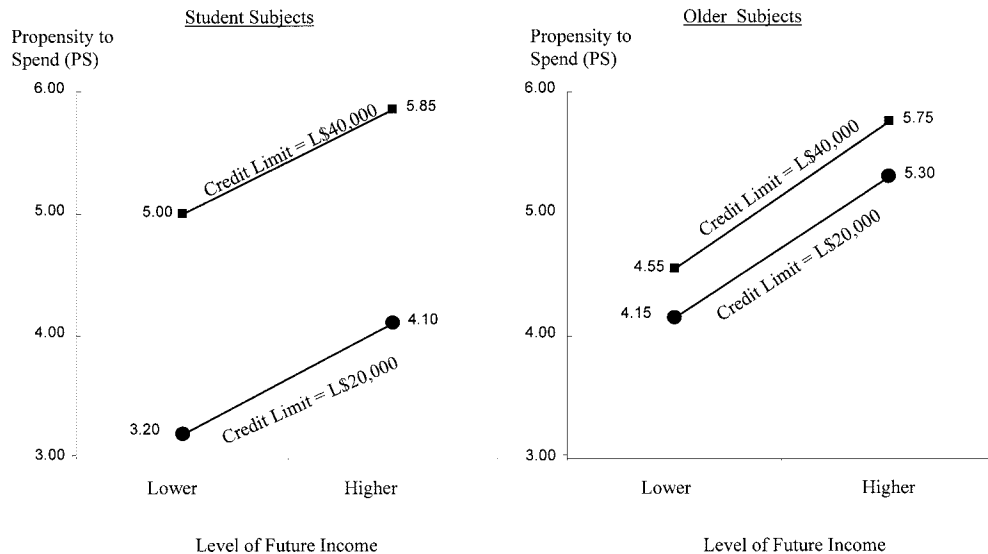 Student Subjects
Propensity to
Spend (PS)
6.00
5.00
4.00
3.00
5.85
Credit Limit = L$40,000
5.00
4.10
Credit Limit = L$20,000
3.20
Lower
Higher
Level of Future Income
Older Subjects
Propensity to
Spend (PS)
6.00
5.00
4.00
3.00
5.75
Credit Limit = L$40,000
5.30
4.55
4.15
Credit Limit = L$20,000
Lower
Higher
Level of Future Income